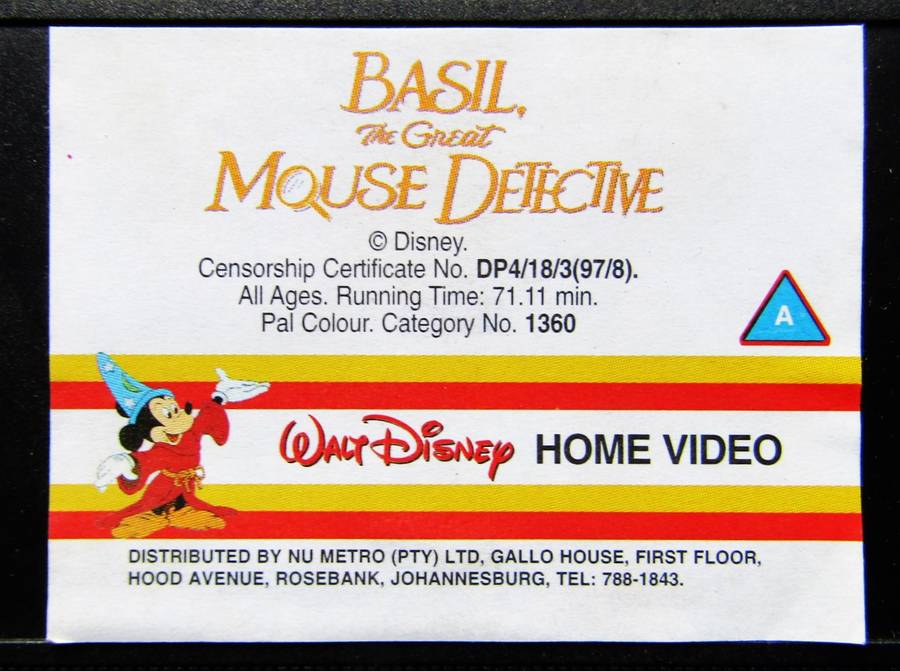 BASIL,
The Great
MOUSE DETECTIVE
© Disney.
Censorship Certificate No. DP4/18/3(97/8).
All Ages. Running Time: 71.11 min.
Pal Colour. Category No. 1360
A
WALT DISNEY HOME VIDEO
DISTRIBUTED BY NU METRO (PTY) LTD, GALLO HOUSE, FIRST FLOOR,
HOOD AVENUE, ROSEBANK, JOHANNESBURG, TEL: 788-1843.